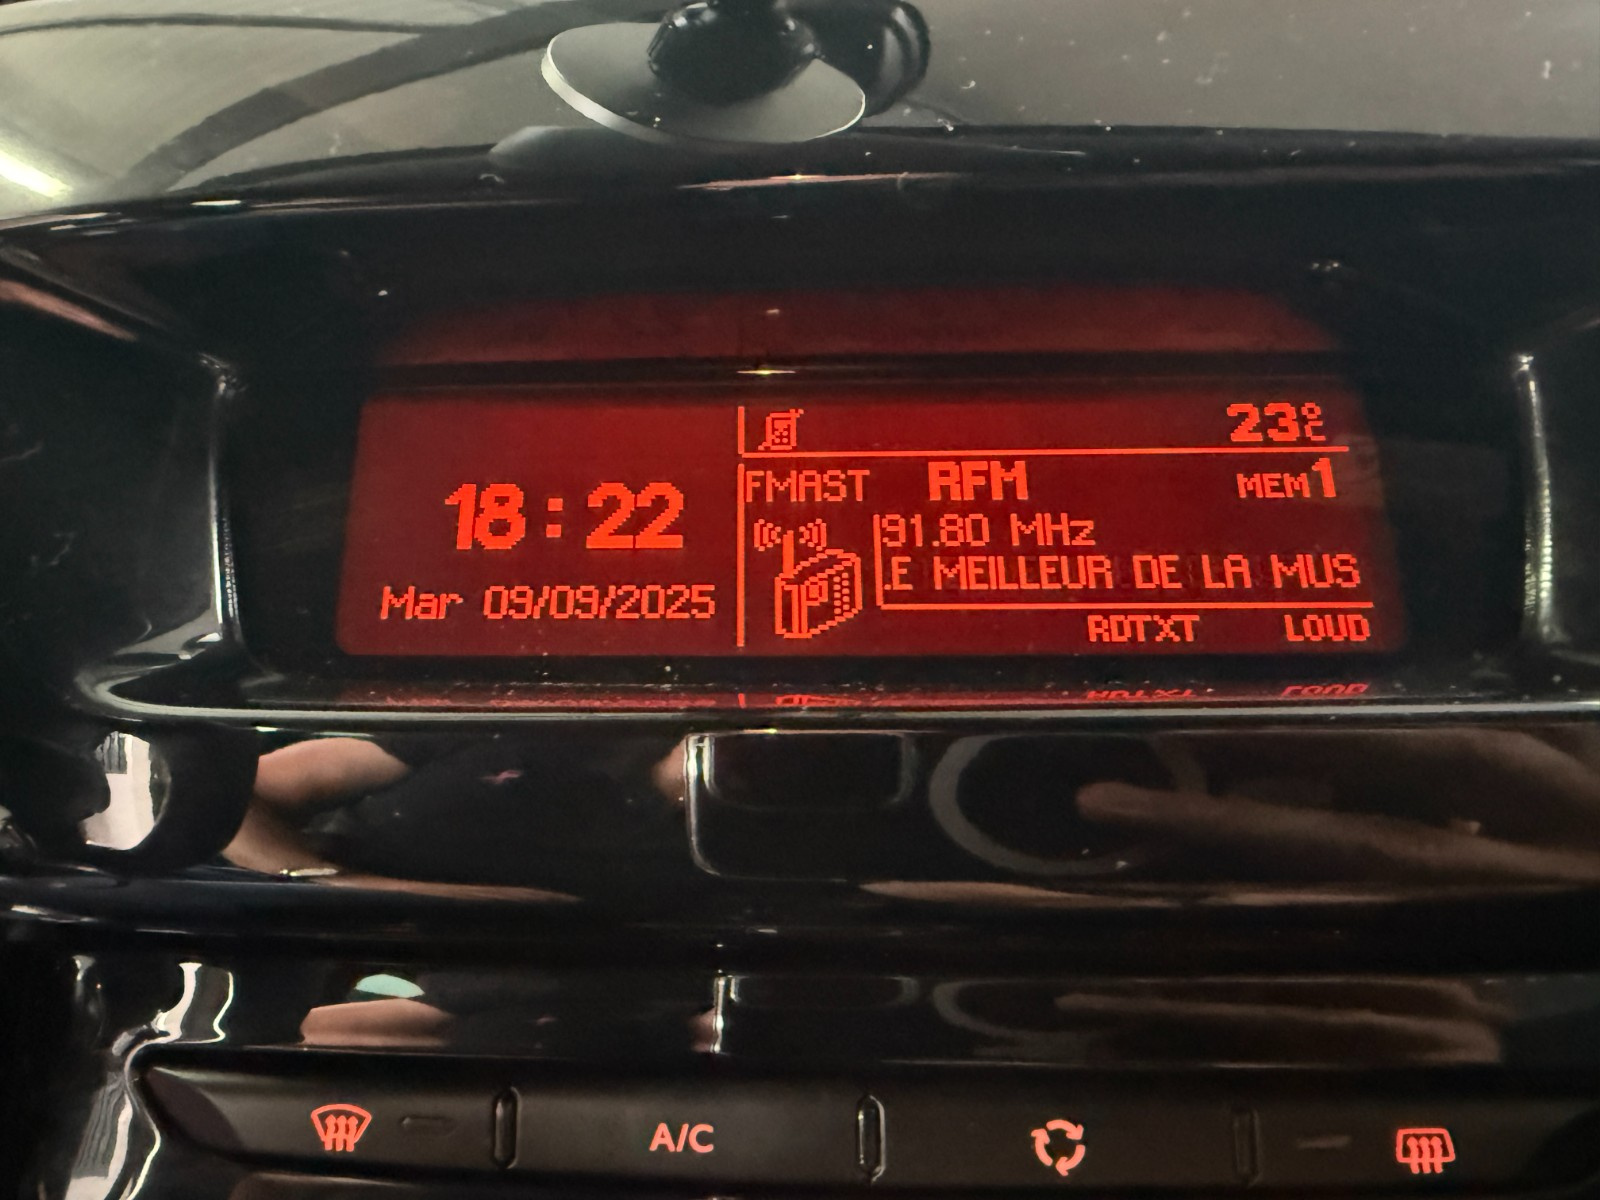 23°C
18:22
Mar 09/09/2025
FMAST RFM MEM1
91.80 MHz
LE MEILLEUR DE LA MUS
RDTXT LOUD
A/C